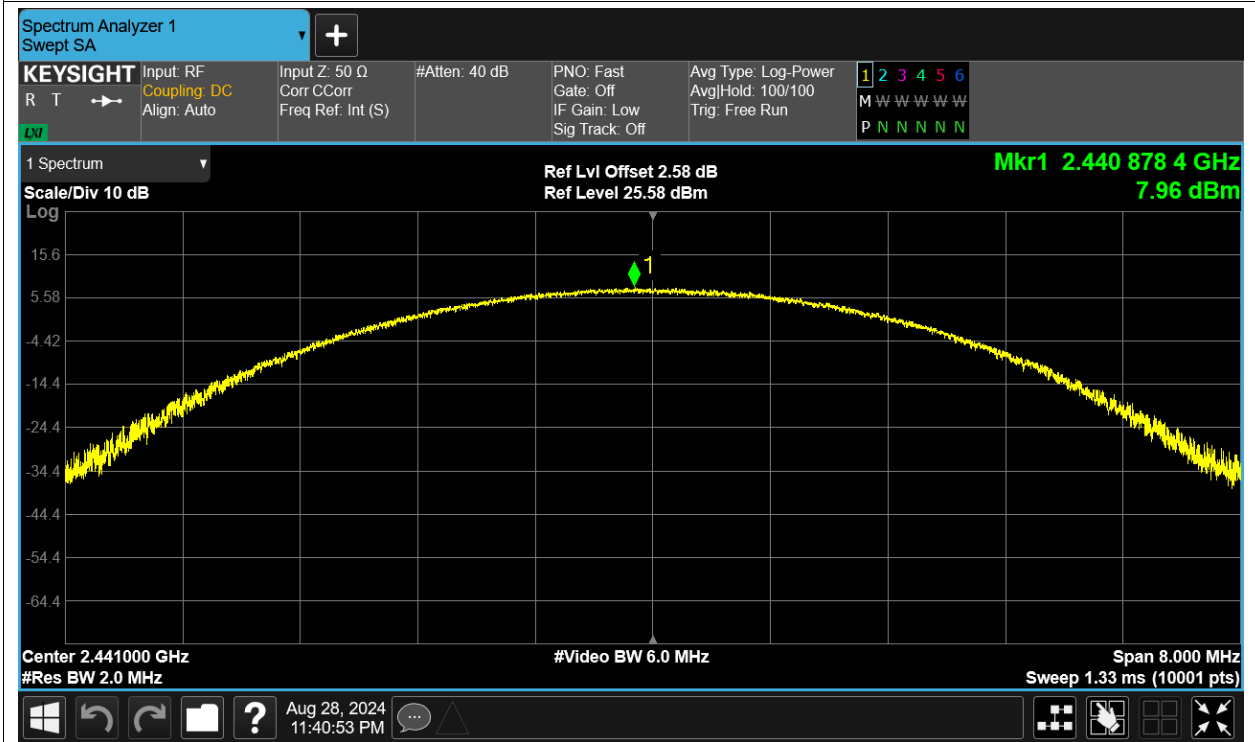 Spectrum Analyzer 1
Swept SA
KEYSIGHT
R T
LXI
Input: RF
Coupling: DC
Align: Auto
Input Z: 50 Ω
Corr CCorr
Freq Ref: Int (S)
#Atten: 40 dB
PNO: Fast
Gate: Off
IF Gain: Low
Sig Track: Off
Avg Type: Log-Power
Avg|Hold: 100/100
Trig: Free Run
1 2 3 4 5 6
M W W W W W
P N N N N N
1 Spectrum
Scale/Div 10 dB
Log
Ref Lvl Offset 2.58 dB
Ref Level 25.58 dBm
Mkr1 2.440 878 4 GHz
7.96 dBm
1
15.6
5.58
-4.42
-14.4
-24.4
-34.4
-44.4
-54.4
-64.4
Center 2.441000 GHz
#Res BW 2.0 MHz
#Video BW 6.0 MHz
Span 8.000 MHz
Sweep 1.33 ms (10001 pts)
?
Aug 28, 2024
11:40:53 PM